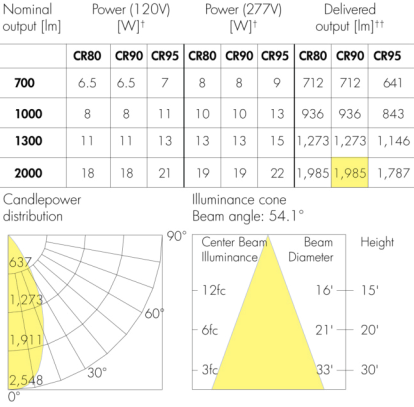 Nominal Power (120V) Power (277V) Delivered
output [lm] [W]† [W]† output [lm]††
CR80 CR90 CR95 CR80 CR90 CR95 CR80 CR90 CR95
700 6.5 6.5 7 8 8 9 712 712 641
1000 8 8 11 10 10 13 936 936 843
1300 11 11 13 13 13 15 1,273 1,273 1,146
2000 18 18 21 19 19 22 1,985 1,985 1,787
Candlepower
distribution
90°
637
1,273
60°
1,911
30°
2,548
0°
Illuminance cone
Beam angle: 54.1°
Center Beam Beam Height
Illuminance Diameter
12fc 16' 15'
6fc 21' 20'
3fc 33' 30'